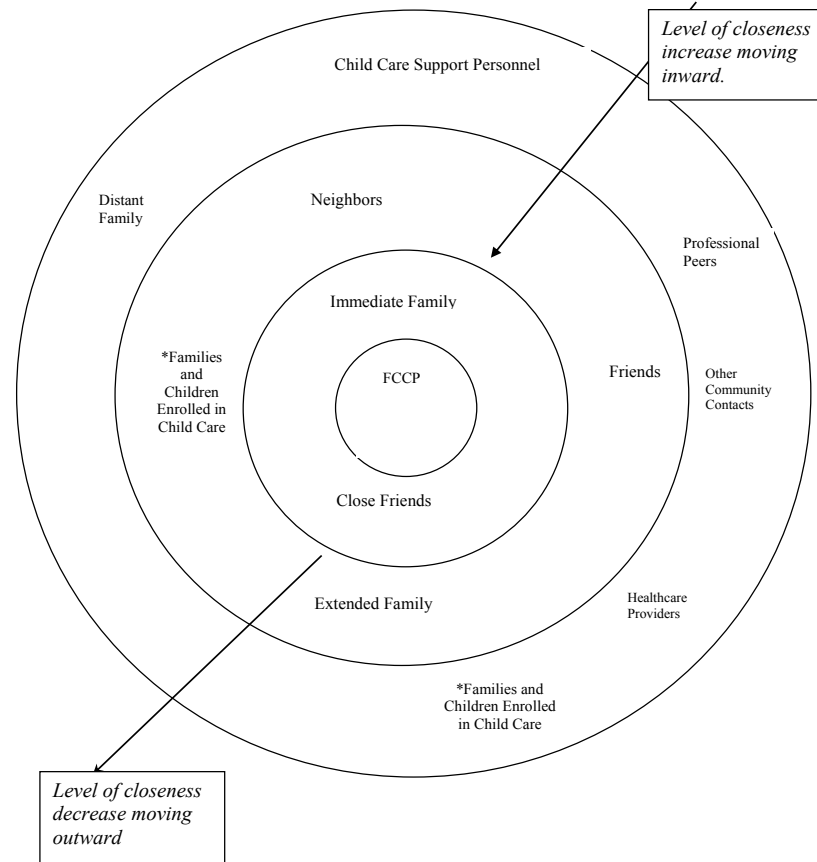 Level of closeness
increase moving
inward.
Child Care Support Personnel
Distant
Family
Neighbors
Professional
Peers
Immediate Family
*Families
and
Children
Enrolled in
Child Care
FCCP
Friends
Other
Community
Contacts
Close Friends
Extended Family
Healthcare
Providers
*Families and
Children Enrolled
in Child Care
Level of closeness
decrease moving
outward